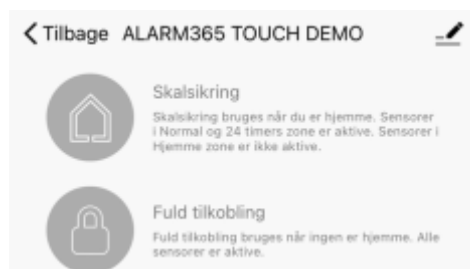 Tilbage ALARM365 TOUCH DEMO
Skalsikring
Skalsikring bruges når du er hjemme. Sensorer
i Normal og 24 timers zone er aktive. Sensorer i
Hjemme zone er ikke aktive.
Fuld tilkobling
Fuld tilkobling bruges når ingen er hjemme. Alle
sensorer er aktive.